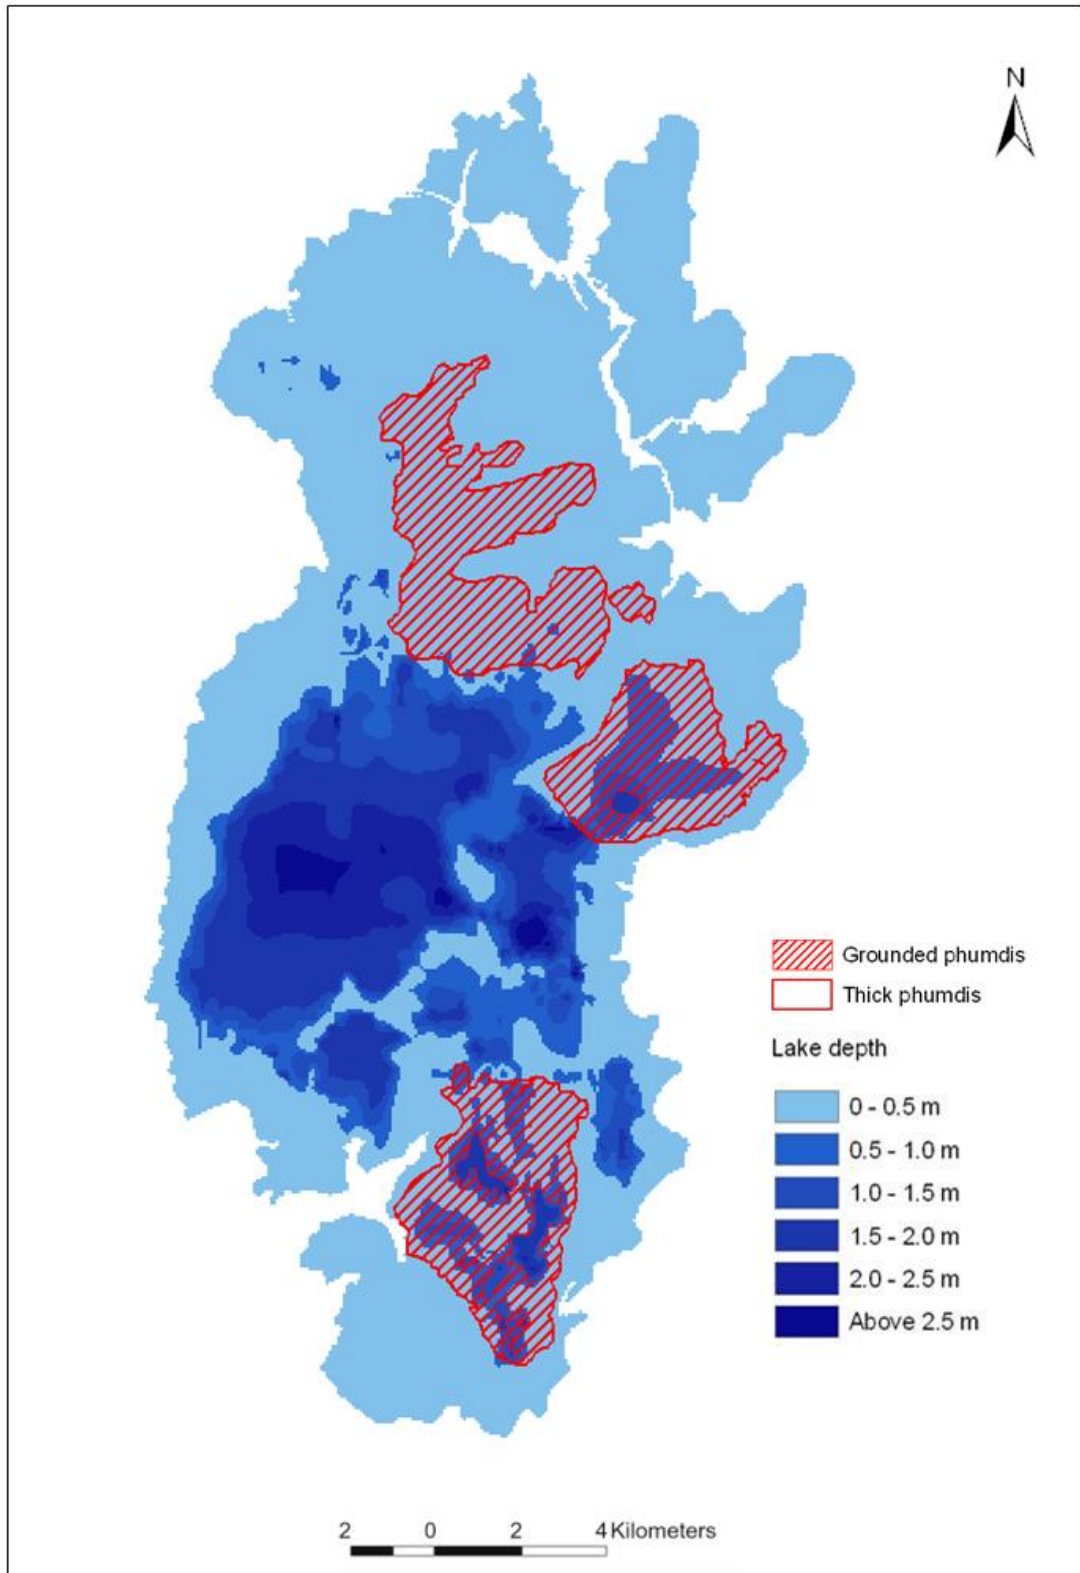 N
Grounded phumdis
Thick phumdis
Lake depth
0 - 0.5 m
0.5 - 1.0 m
1.0 - 1.5 m
1.5 - 2.0 m
2.0 - 2.5 m
Above 2.5 m
2 0 2 4 Kilometers